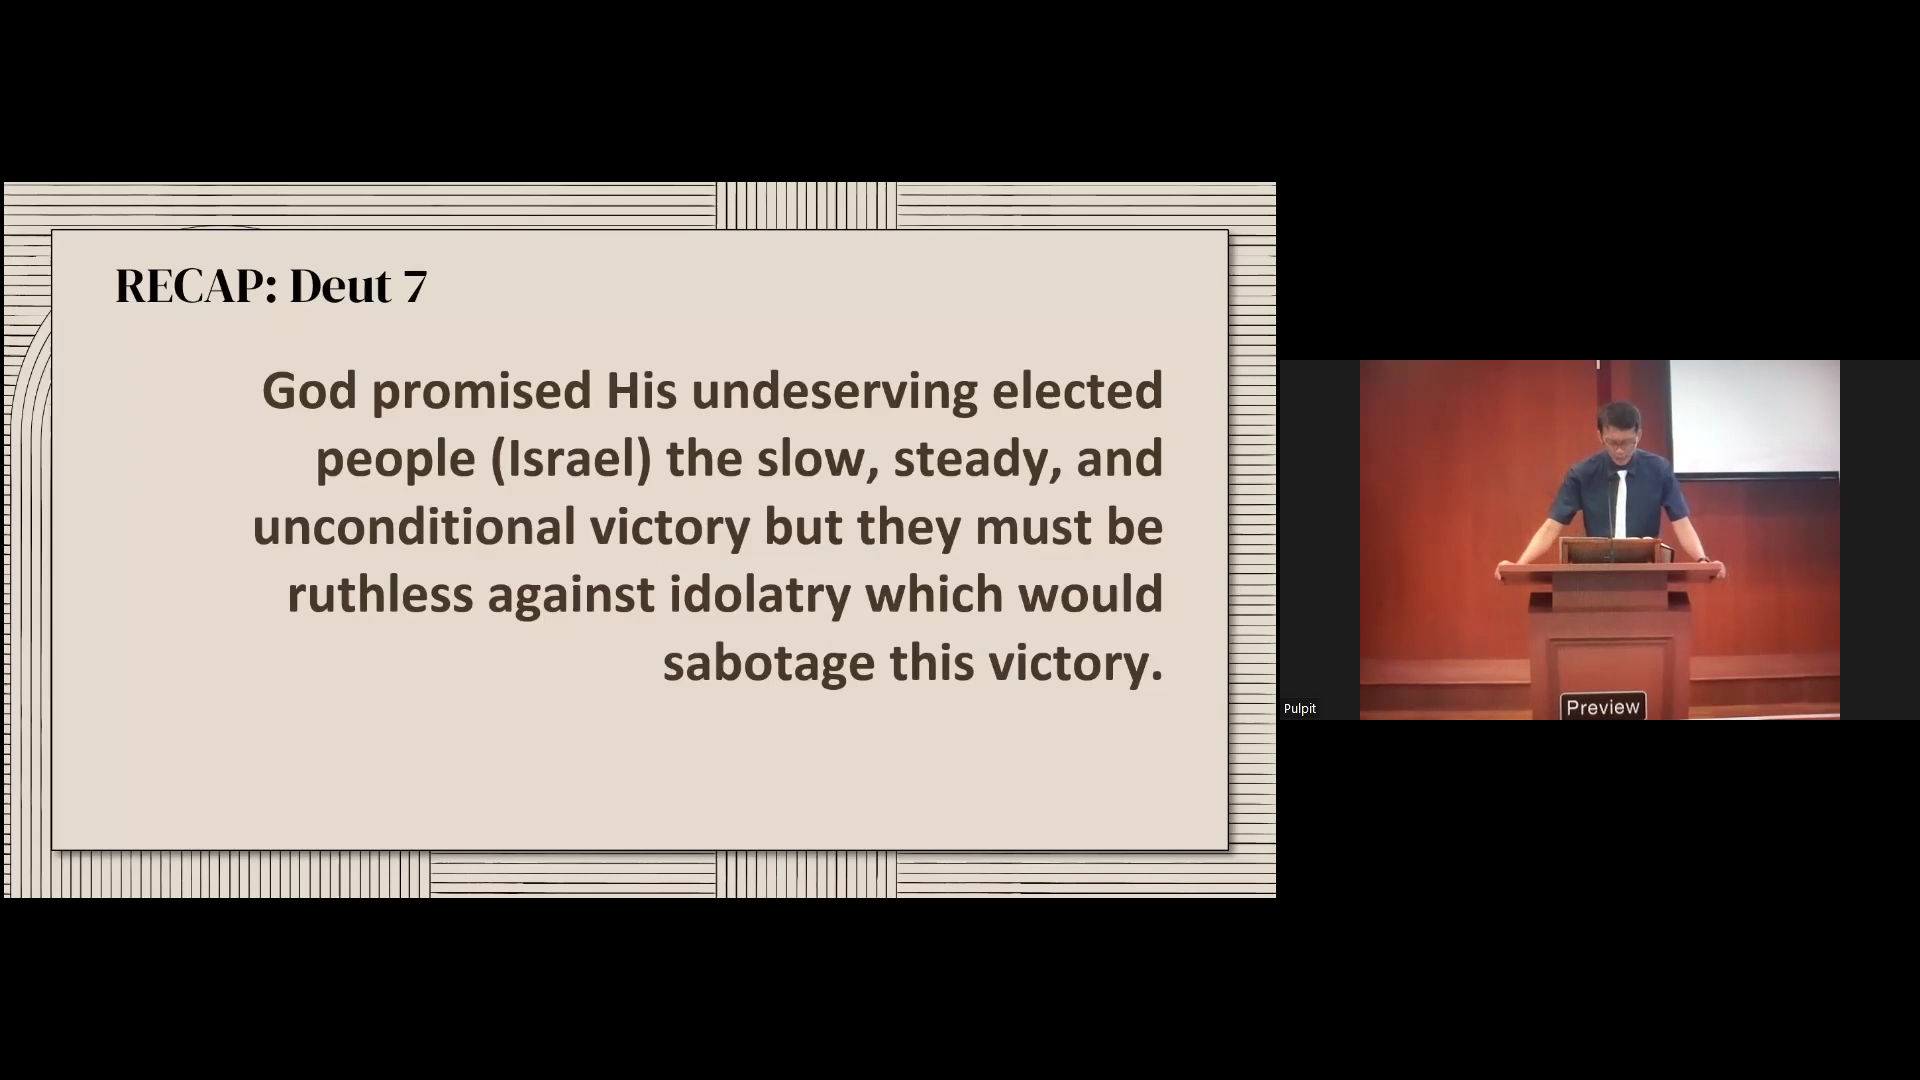 RECAP: Deut 7
God promised His undeserving elected
people (Israel) the slow, steady, and
unconditional victory but they must be
ruthless against idolatry which would
sabotage this victory.
Pulpit
Preview